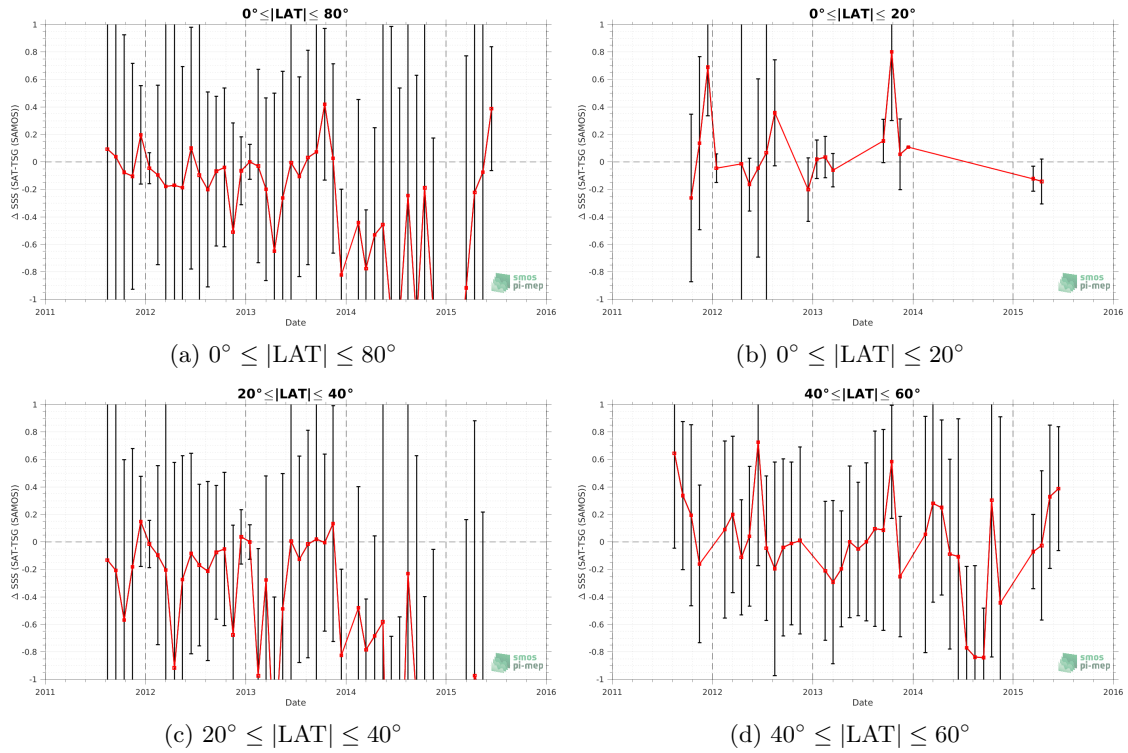 0°≤|LAT|≤ 80°
Δ SSS (SAT-TSG (SAMOS))
1
0.8
0.6
0.4
0.2
0
-0.2
-0.4
-0.6
-0.8
-1
2011
2012
2013
2014
2015
2016
Date
smos
pi-mep
(a) 0° ≤ |LAT| ≤ 80°
0°≤|LAT|≤ 20°
Δ SSS (SAT-TSG (SAMOS))
1
0.8
0.6
0.4
0.2
0
-0.2
-0.4
-0.6
-0.8
-1
2011
2012
2013
2014
2015
2016
Date
smos
pi-mep
(b) 0° ≤ |LAT| ≤ 20°
20°≤|LAT|≤ 40°
Δ SSS (SAT-TSG (SAMOS))
1
0.8
0.6
0.4
0.2
0
-0.2
-0.4
-0.6
-0.8
-1
2011
2012
2013
2014
2015
2016
Date
smos
pi-mep
(c) 20° ≤ |LAT| ≤ 40°
40°≤|LAT|≤ 60°
Δ SSS (SAT-TSG (SAMOS))
1
0.8
0.6
0.4
0.2
0
-0.2
-0.4
-0.6
-0.8
-1
2011
2012
2013
2014
2015
2016
Date
smos
pi-mep
(d) 40° ≤ |LAT| ≤ 60°